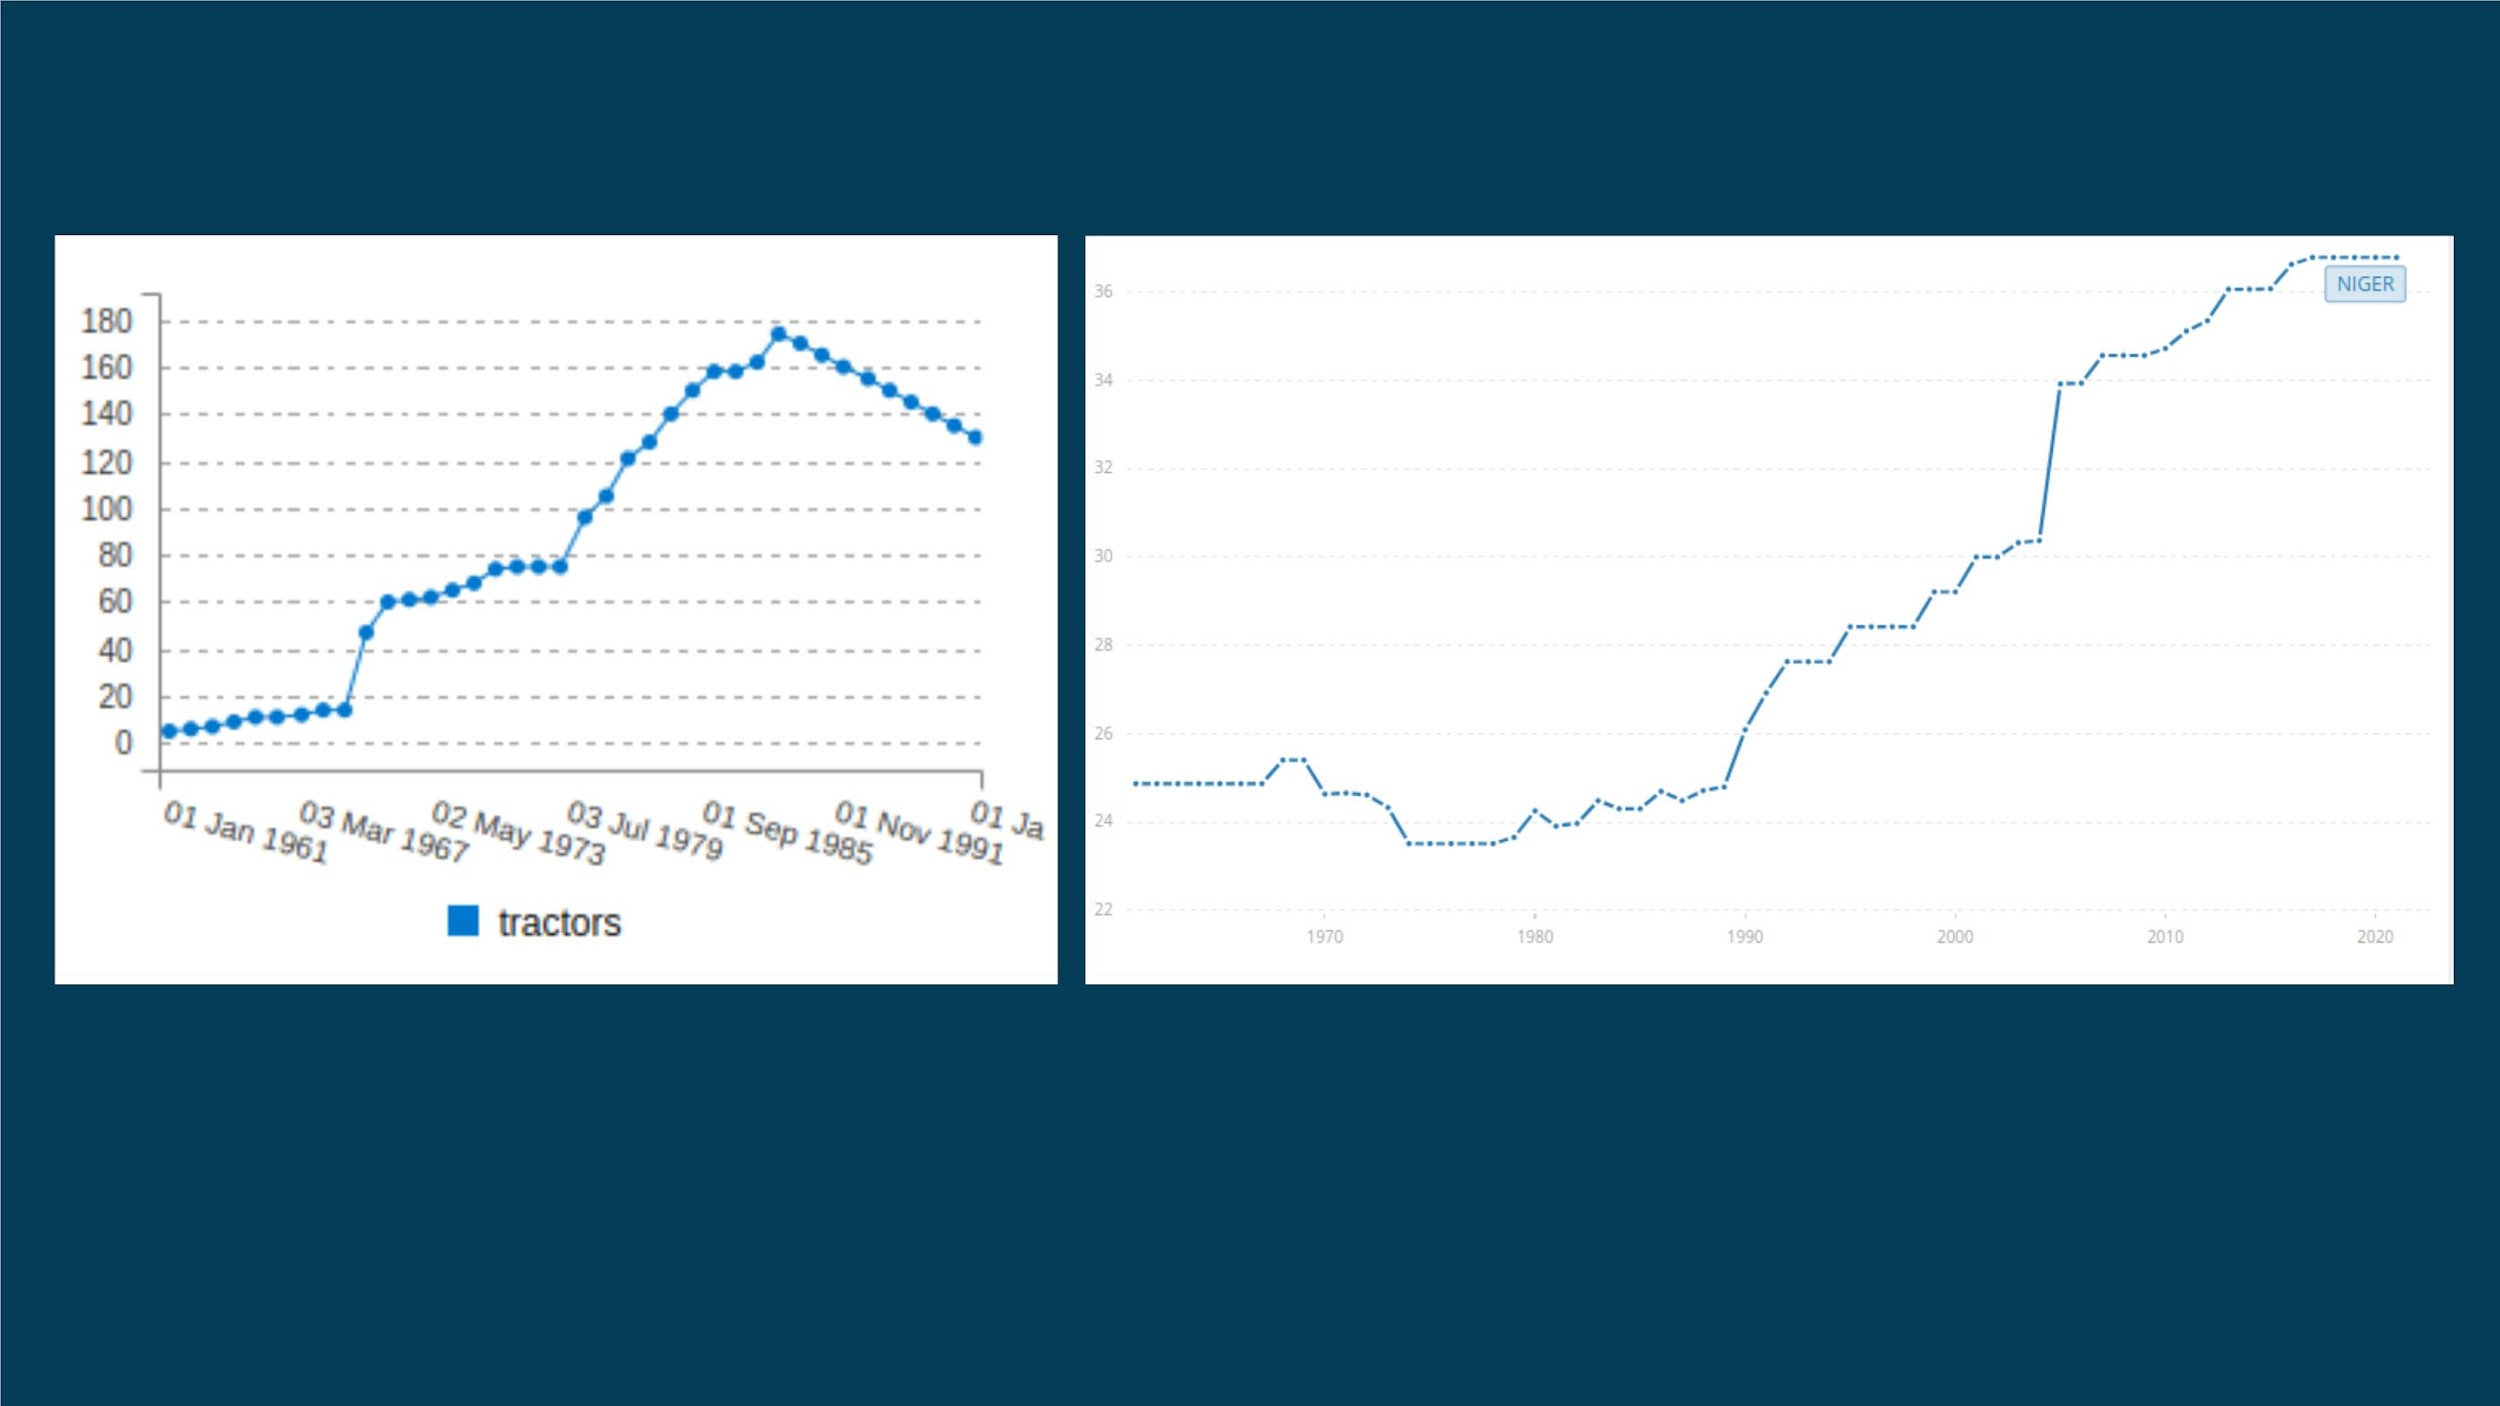 180
160
140
120
100
80
60
40
20
0
01 Jan 1961
03 Mar 1967
02 May 1973
03 Jul 1979
01 Sep 1985
01 Nov 1991
01 Ja
tractors
NIGER
36
34
32
30
28
26
24
22
1970 1980 1990 2000 2010 2020